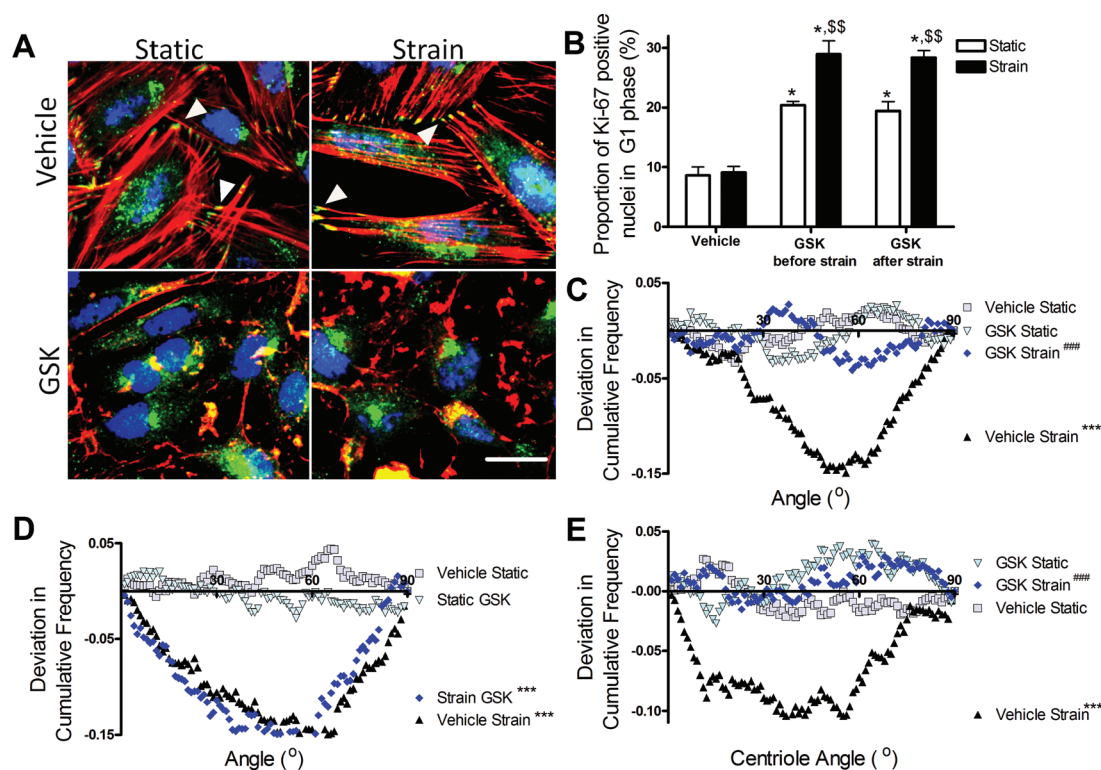 A
Static
Strain
Vehicle
GSK
B
Proportion of Ki-67 positive
nuclei in G1 phase (%)
30
20
10
0
*
*,$$
*
*,$$
Static
Strain
Vehicle
GSK
before strain
GSK
after strain
C
Deviation in
Cumulative Frequency
0.05
-0.05
-0.15
30
60
90
Vehicle Static
GSK Static
GSK Strain ###
Vehicle Strain ***
Angle (o)
D
Deviation in
Cumulative Frequency
0.05
-0.05
-0.15
30
60
90
Vehicle Static
Static GSK
Strain GSK ***
Vehicle Strain ***
Angle (o)
E
Deviation in
Cumulative Frequency
0.05
-0.00
-0.05
-0.10
30
60
90
GSK Static
GSK Strain ###
Vehicle Static
Vehicle Strain***
Centriole Angle (o)